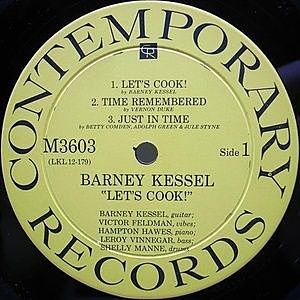 CONTEMPORARY RECORDS
CR
1. LET'S COOK!
by BARNEY KESSEL
2. TIME REMEMBERED
by VERNON DUKE
3. JUST IN TIME
by BETTY COMDEN, ADOLPH GREEN & JULE STYNE
M3603
(LKL 12-179)
Side 1
BARNEY KESSEL
"LET'S COOK!"
BARNEY KESSEL, guitar;
VICTOR FELDMAN, vibes;
HAMPTON HAWES, piano;
LEROY VINNEGAR, bass;
SHELLY MANNE, drums